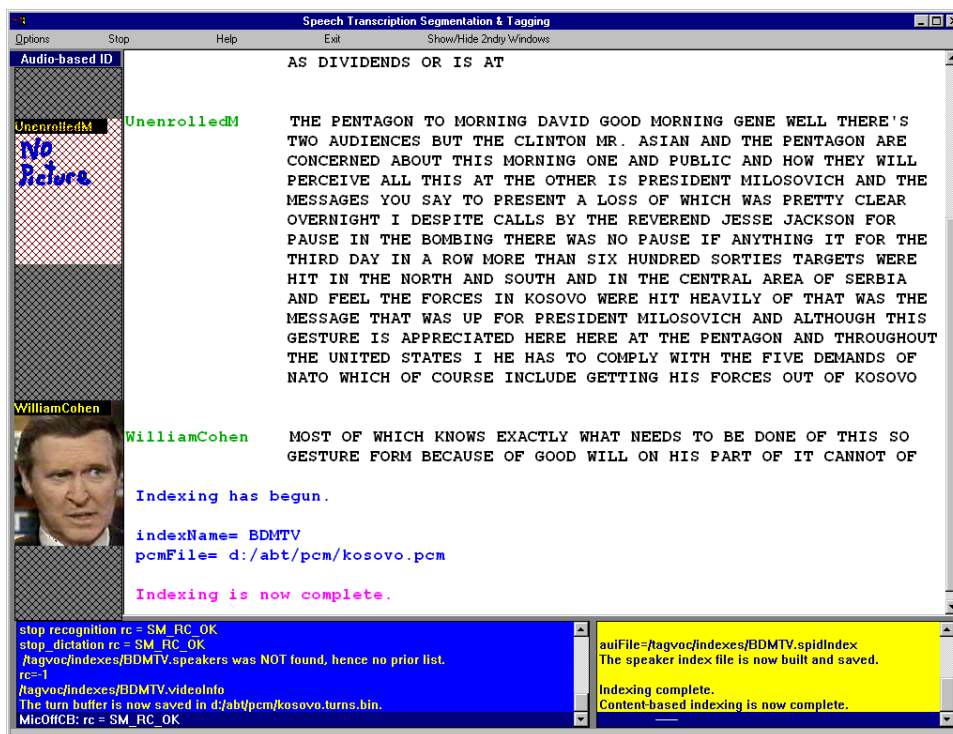 Speech Transcription Segmentation & Tagging
Options Stop Help Exit Show/Hide 2ndry Windows
Audio-based ID
AS DIVIDENDS OR IS AT
UnenrolledM
No
Picture
UnenrolledM THE PENTAGON TO MORNING DAVID GOOD MORNING GENE WELL THERE'S
TWO AUDIENCES BUT THE CLINTON MR. ASIAN AND THE PENTAGON ARE
CONCERNED ABOUT THIS MORNING ONE AND PUBLIC AND HOW THEY WILL
PERCEIVE ALL THIS AT THE OTHER IS PRESIDENT MILOSOVICH AND THE
MESSAGES YOU SAY TO PRESENT A LOSS OF WHICH WAS PRETTY CLEAR
OVERNIGHT I DESPITE CALLS BY THE REVEREND JESSE JACKSON FOR
PAUSE IN THE BOMBING THERE WAS NO PAUSE IF ANYTHING IT FOR THE
THIRD DAY IN A ROW MORE THAN SIX HUNDRED SORTIES TARGETS WERE
HIT IN THE NORTH AND SOUTH AND IN THE CENTRAL AREA OF SERBIA
AND FEEL THE FORCES IN KOSOVO WERE HIT HEAVILY OF THAT WAS THE
MESSAGE THAT WAS UP FOR PRESIDENT MILOSOVICH AND ALTHOUGH THIS
GESTURE IS APPRECIATED HERE HERE AT THE PENTAGON AND THROUGHOUT
THE UNITED STATES I HE HAS TO COMPLY WITH THE FIVE DEMANDS OF
NATO WHICH OF COURSE INCLUDE GETTING HIS FORCES OUT OF KOSOVO
WilliamCohen
WilliamCohen MOST OF WHICH KNOWS EXACTLY WHAT NEEDS TO BE DONE OF THIS SO
GESTURE FORM BECAUSE OF GOOD WILL ON HIS PART OF IT CANNOT OF
Indexing has begun.
indexName= BDMTV
pcmFile= d:/abt/pcm/kosovo.pcm
Indexing is now complete.
stop recognition rc = SM_RC_OK
stop_dictation rc = SM_RC_OK
/tagvoc/indexes/BDMTV.speakers was NOT found, hence no prior list.
rc=-1
/tagvoc/indexes/BDMTV.videoInfo
The turn buffer is now saved in d:/abt/pcm/kosovo.turns.bin.
MicOffCB: rc = SM_RC_OK
auiFile=/tagvoc/indexes/BDMTV.spidIndex
The speaker index file is now built and saved.
Indexing complete.
Content-based indexing is now complete.